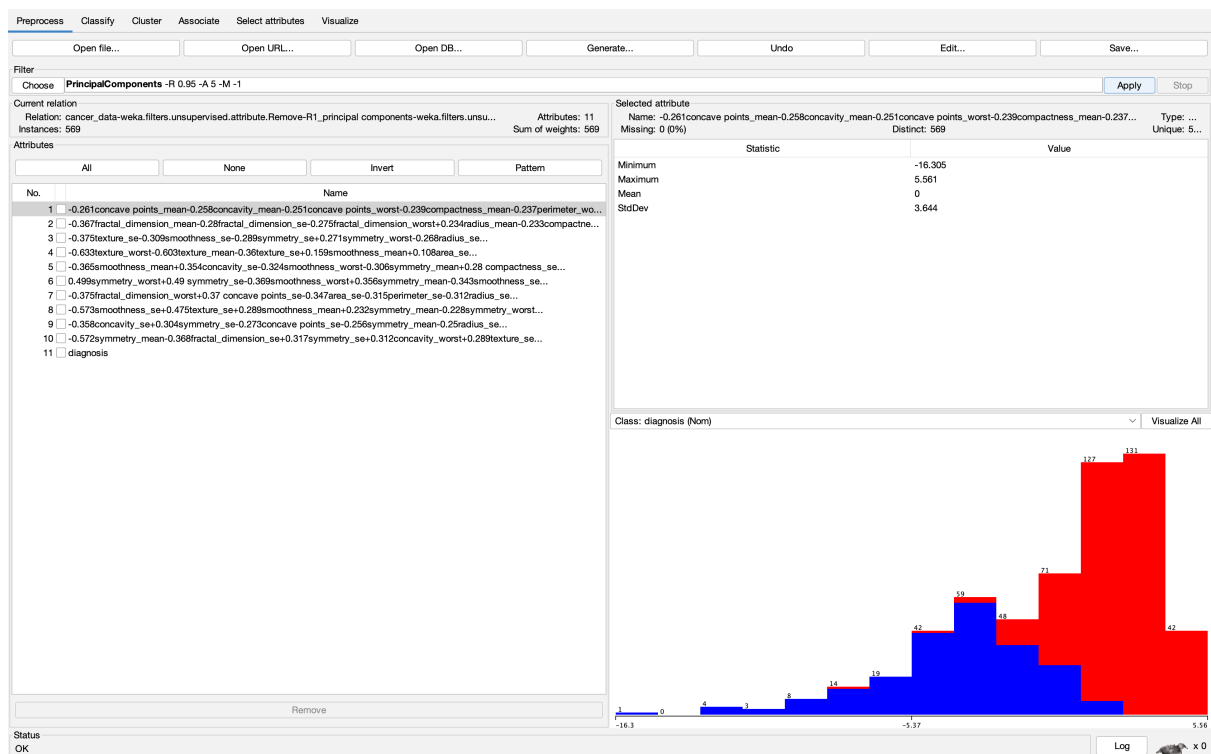 Preprocess Classify Cluster Associate Select attributes Visualize
Open file... Open URL... Open DB... Generate... Undo Edit... Save...
Filter
Choose PrincipalComponents -R 0.95 -A 5 -M -1 Apply Stop
Current relation
Relation: cancer_data-weka.filters.unsupervised.attribute.Remove-R1_principal components-weka.filters.unsu... Attributes: 11
Instances: 569 Sum of weights: 569
Attributes
All None Invert Pattern
No. Name
1 -0.261concave points_mean-0.258concavity_mean-0.251concave points_worst-0.239compactness_mean-0.237perimeter_wo...
2 -0.367fractal_dimension_mean-0.28fractal_dimension_se-0.275fractal_dimension_worst+0.234radius_mean-0.233compactne...
3 -0.375texture_se-0.309smoothness_se-0.289symmetry_se+0.271symmetry_worst-0.268radius_se...
4 -0.633texture_worst-0.603texture_mean-0.36texture_se+0.159smoothness_mean+0.108area_se...
5 -0.365smoothness_mean+0.354concavity_se-0.324smoothness_worst-0.306symmetry_mean+0.28 compactness_se...
6 0.499symmetry_worst+0.49 symmetry_se-0.369smoothness_worst+0.356symmetry_mean-0.343smoothness_se...
7 -0.375fractal_dimension_worst+0.37 concave points_se-0.347area_se-0.315perimeter_se-0.312radius_se...
8 -0.573smoothness_se+0.475texture_se+0.289smoothness_mean+0.232symmetry_mean-0.228symmetry_worst...
9 -0.358concavity_se+0.304symmetry_se-0.273concave points_se-0.256symmetry_mean-0.25radius_se...
10 -0.572symmetry_mean-0.368fractal_dimension_se+0.317symmetry_se+0.312concavity_worst+0.289texture_se...
11 diagnosis
Remove
Selected attribute
Name: -0.261concave points_mean-0.258concavity_mean-0.251concave points_worst-0.239compactness_mean-0.237... Type: ...
Missing: 0 (0%) Distinct: 569 Unique: 5...
Statistic Value
Minimum -16.305
Maximum 5.561
Mean 0
StdDev 3.644
Class: diagnosis (Nom) Visualize All
1 0 4 3 8 14 19 42 59 48 71 127 131 42
-16.3 -5.37 5.56
Status
OK
Log x 0